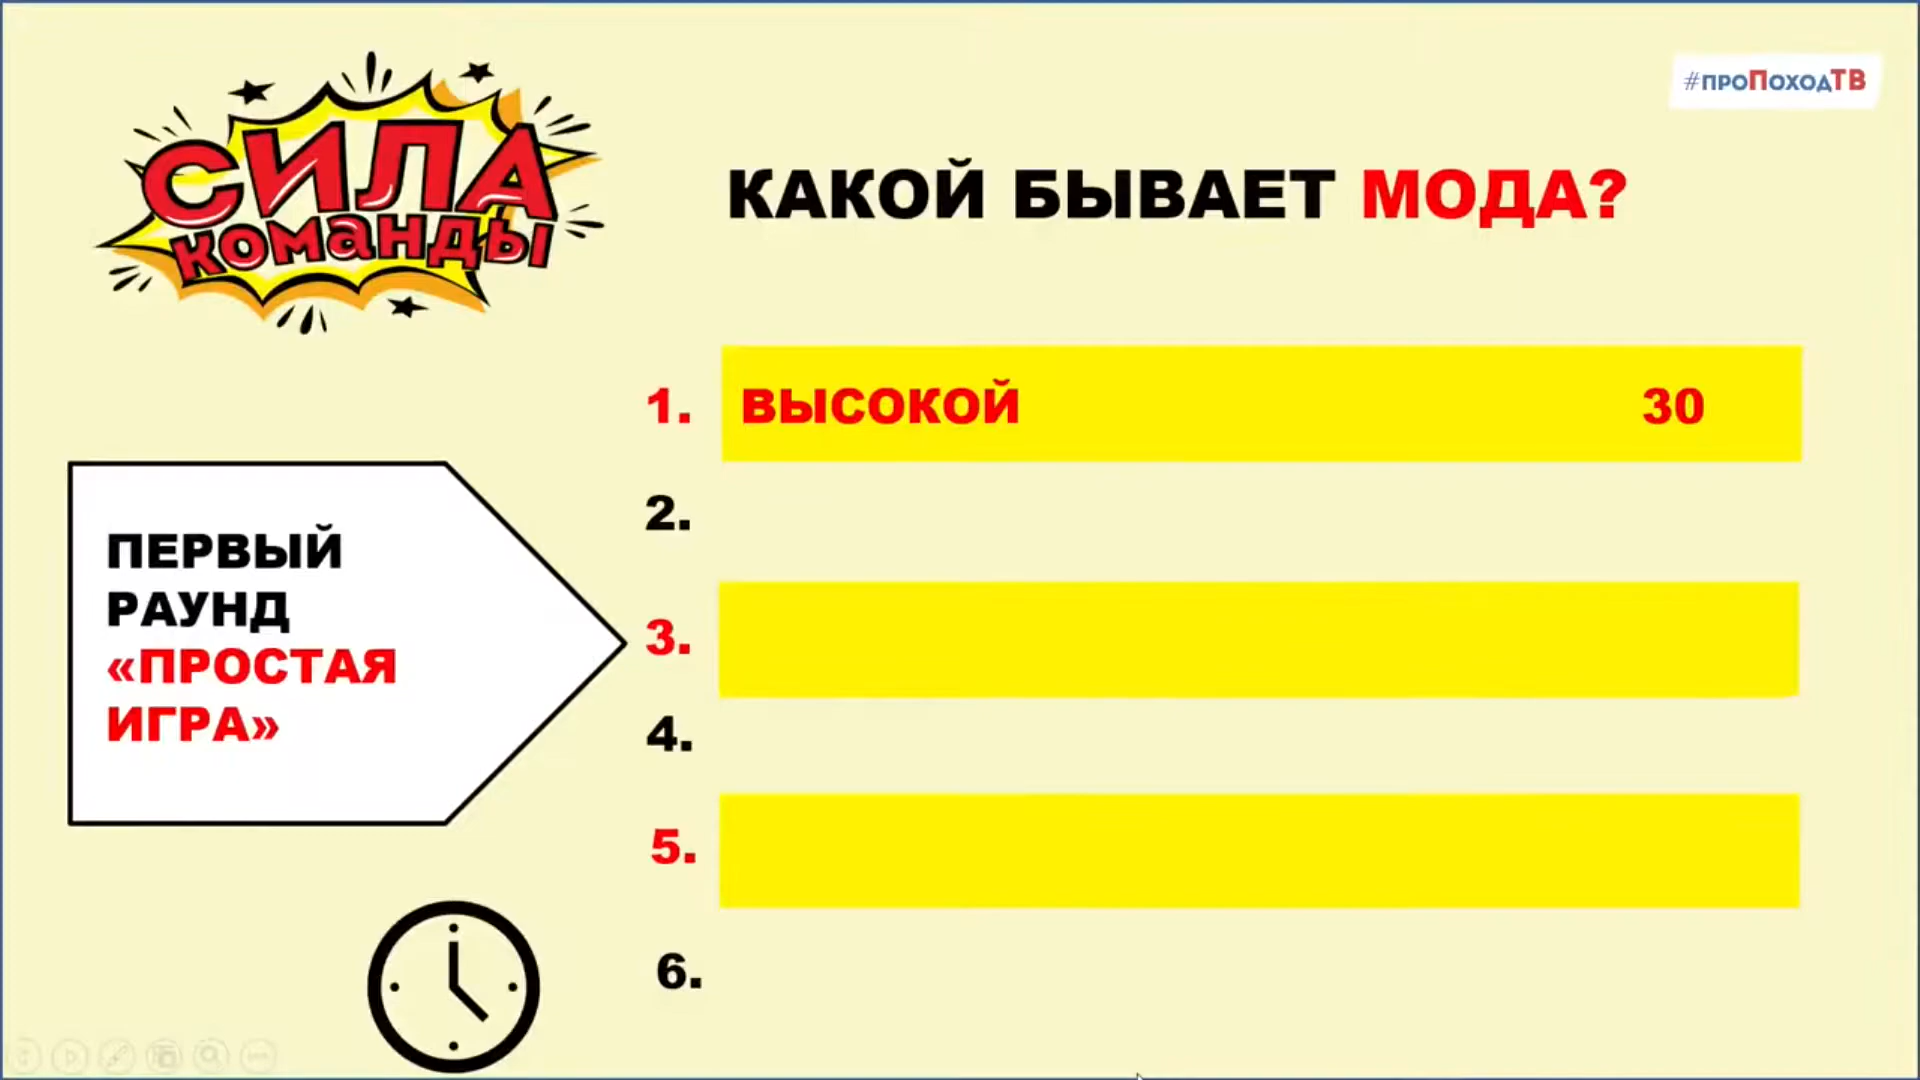 СИЛА
команды
#проПоходТВ
КАКОЙ БЫВАЕТ МОДА?
1. ВЫСОКОЙ 30
2.
3.
4.
5.
6.
ПЕРВЫЙ
РАУНД
«ПРОСТАЯ
ИГРА»